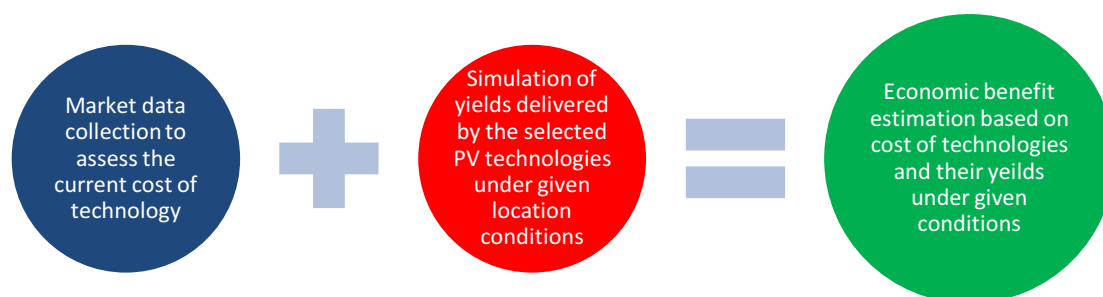 Market data
collection to
assess the
current cost of
technology
Simulation of
yields delivered
by the selected
PV technologies
under given
location
conditions
Economic benefit
estimation based on
cost of technologies
and their yeilds
under given
conditions